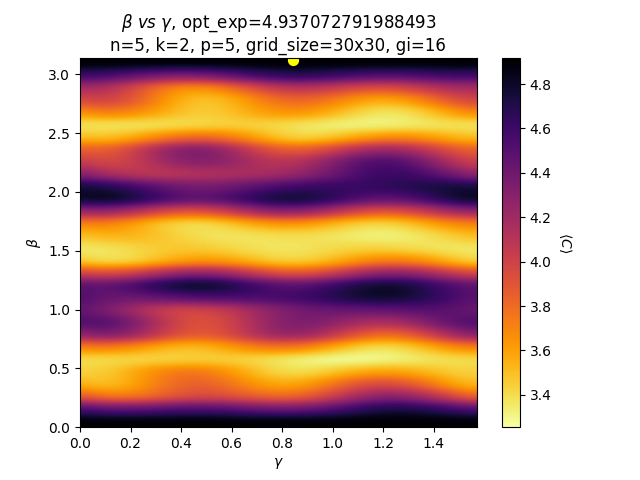 β vs γ, opt_exp=4.937072791988493
n=5, k=2, p=5, grid_size=30x30, gi=16
3.0
2.5
2.0
1.5
1.0
0.5
0.0
β
0.0 0.2 0.4 0.6 0.8 1.0 1.2 1.4
γ
4.8
4.6
4.4
4.2
4.0
3.8
3.6
3.4
⟨C⟩